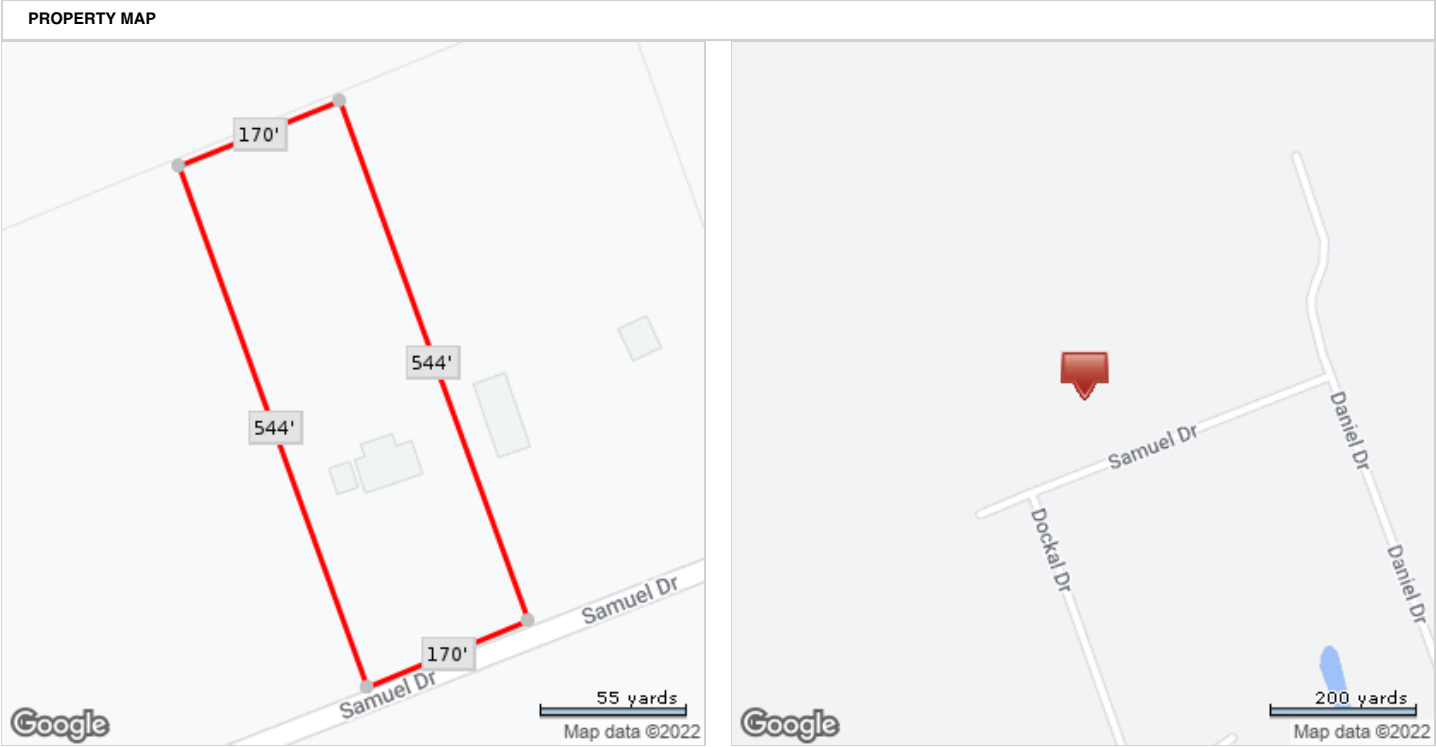 PROPERTY MAP
170'
544'
544'
170'
Samuel Dr
Samuel Dr
55 yards
Google
Map data ©2022
Samuel Dr
Daniel Dr
Dockal Dr
Daniel Dr
200 yards
Google
Map data ©2022